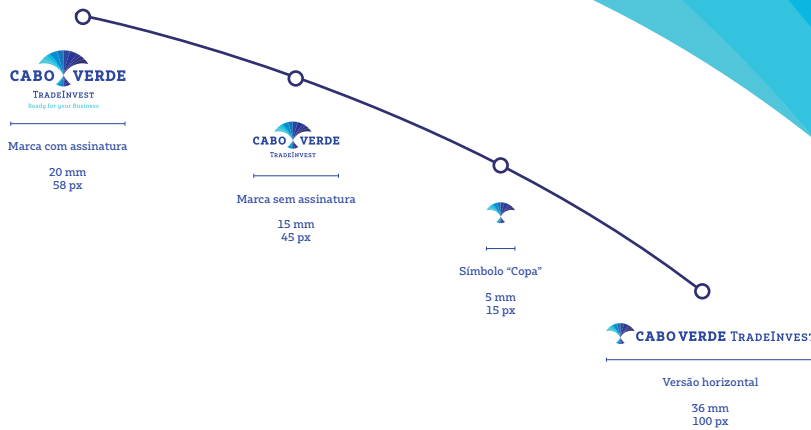 CABO VERDE
TRADEINVEST
Ready for your Business
Marca com assinatura
20 mm
58 px
CABO VERDE
TRADEINVEST
Marca sem assinatura
15 mm
45 px
Símbolo “Copa”
5 mm
15 px
CABO VERDE TRADEINVEST
Versão horizontal
36 mm
100 px